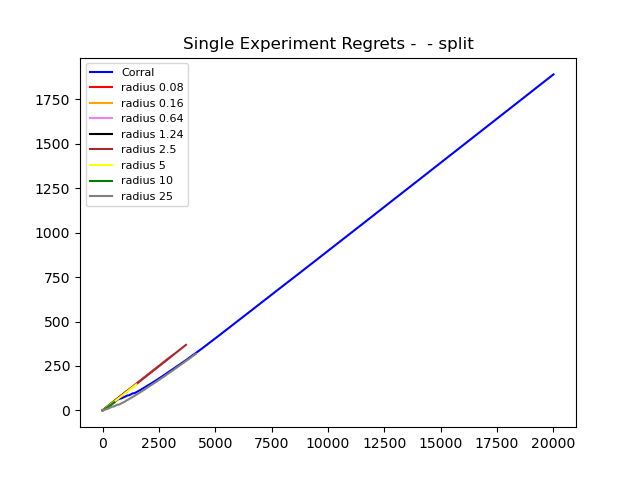 Single Experiment Regrets -  - split
Corral
radius 0.08
radius 0.16
radius 0.64
radius 1.24
radius 2.5
radius 5
radius 10
radius 25
1750
1500
1250
1000
750
500
250
0
0 2500 5000 7500 10000 12500 15000 17500 20000